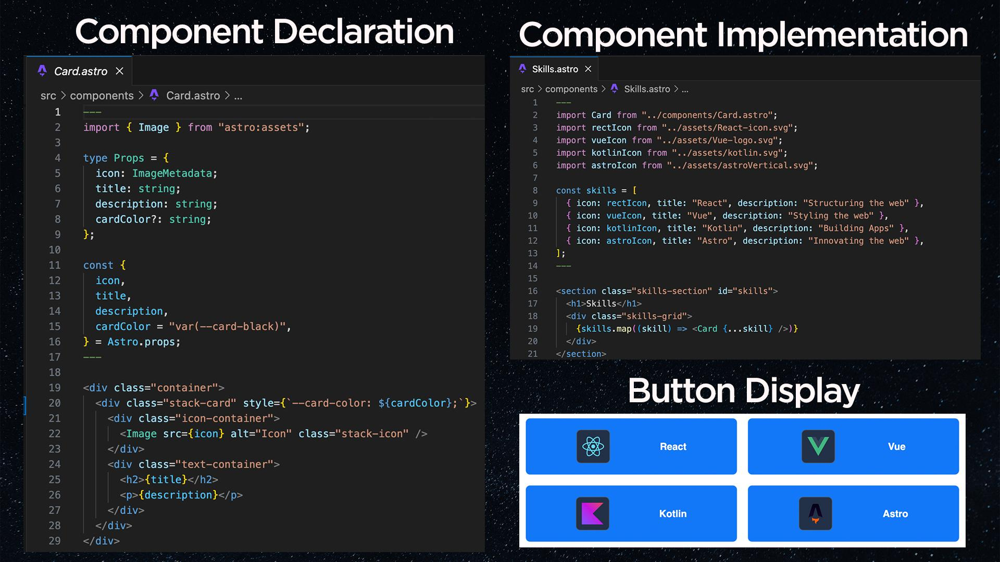 Component Declaration
Card.astro ×
src > components > Card.astro > ...
1 ---
2 import { Image } from "astro:assets";
3
4 type Props = {
5 icon: ImageMetadata;
6 title: string;
7 description: string;
8 cardColor?: string;
9 };
10
11 const {
12 icon,
13 title,
14 description,
15 cardColor = "var(--card-black)",
16 } = Astro.props;
17 ---
18
19 <div class="container">
20 <div class="stack-card" style={`--card-color: ${cardColor};`}>
21 <div class="icon-container">
22 <Image src={icon} alt="Icon" class="stack-icon" />
23 </div>
24 <div class="text-container">
25 <h2>{title}</h2>
26 <p>{description}</p>
27 </div>
28 </div>
29 </div>
Component Implementation
Skills.astro ×
src > components > Skills.astro > ...
1 ---
2 import Card from "../components/Card.astro";
3 import rectIcon from "../assets/React-icon.svg";
4 import vueIcon from "../assets/Vue-logo.svg";
5 import kotlinIcon from "../assets/kotlin.svg";
6 import astroIcon from "../assets/astroVertical.svg";
7
8 const skills = [
9 { icon: rectIcon, title: "React", description: "Structuring the web" },
10 { icon: vueIcon, title: "Vue", description: "Styling the web" },
11 { icon: kotlinIcon, title: "Kotlin", description: "Building Apps" },
12 { icon: astroIcon, title: "Astro", description: "Innovating the web" },
13 ];
14 ---
15
16 <section class="skills-section" id="skills">
17 <h1>Skills</h1>
18 <div class="skills-grid">
19 {skills.map((skill) => <Card {...skill} />)}
20 </div>
21 </section>
Button Display
React
Vue
Kotlin
Astro